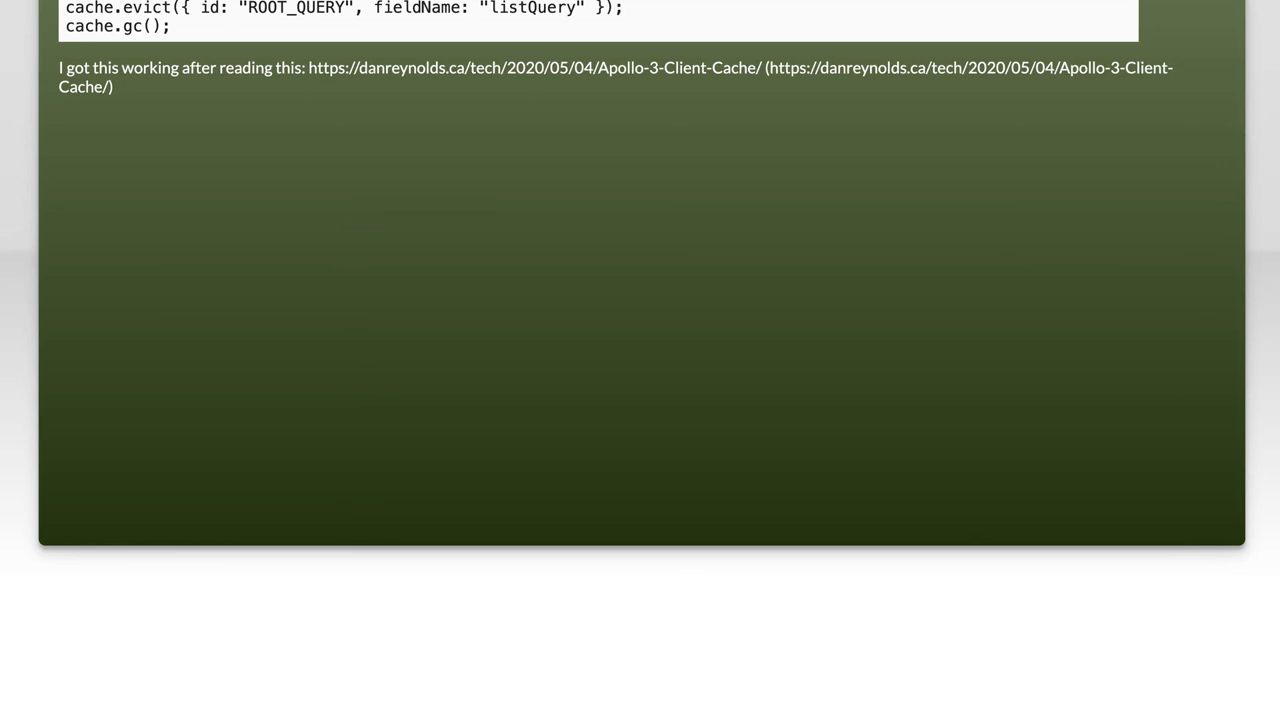 cache.evict({ id: "ROOT_QUERY", fieldName: "listQuery" });
cache.gc();
I got this working after reading this: https://danreynolds.ca/tech/2020/05/04/Apollo-3-Client-Cache/ (https://danreynolds.ca/tech/2020/05/04/Apollo-3-Client-
Cache/)